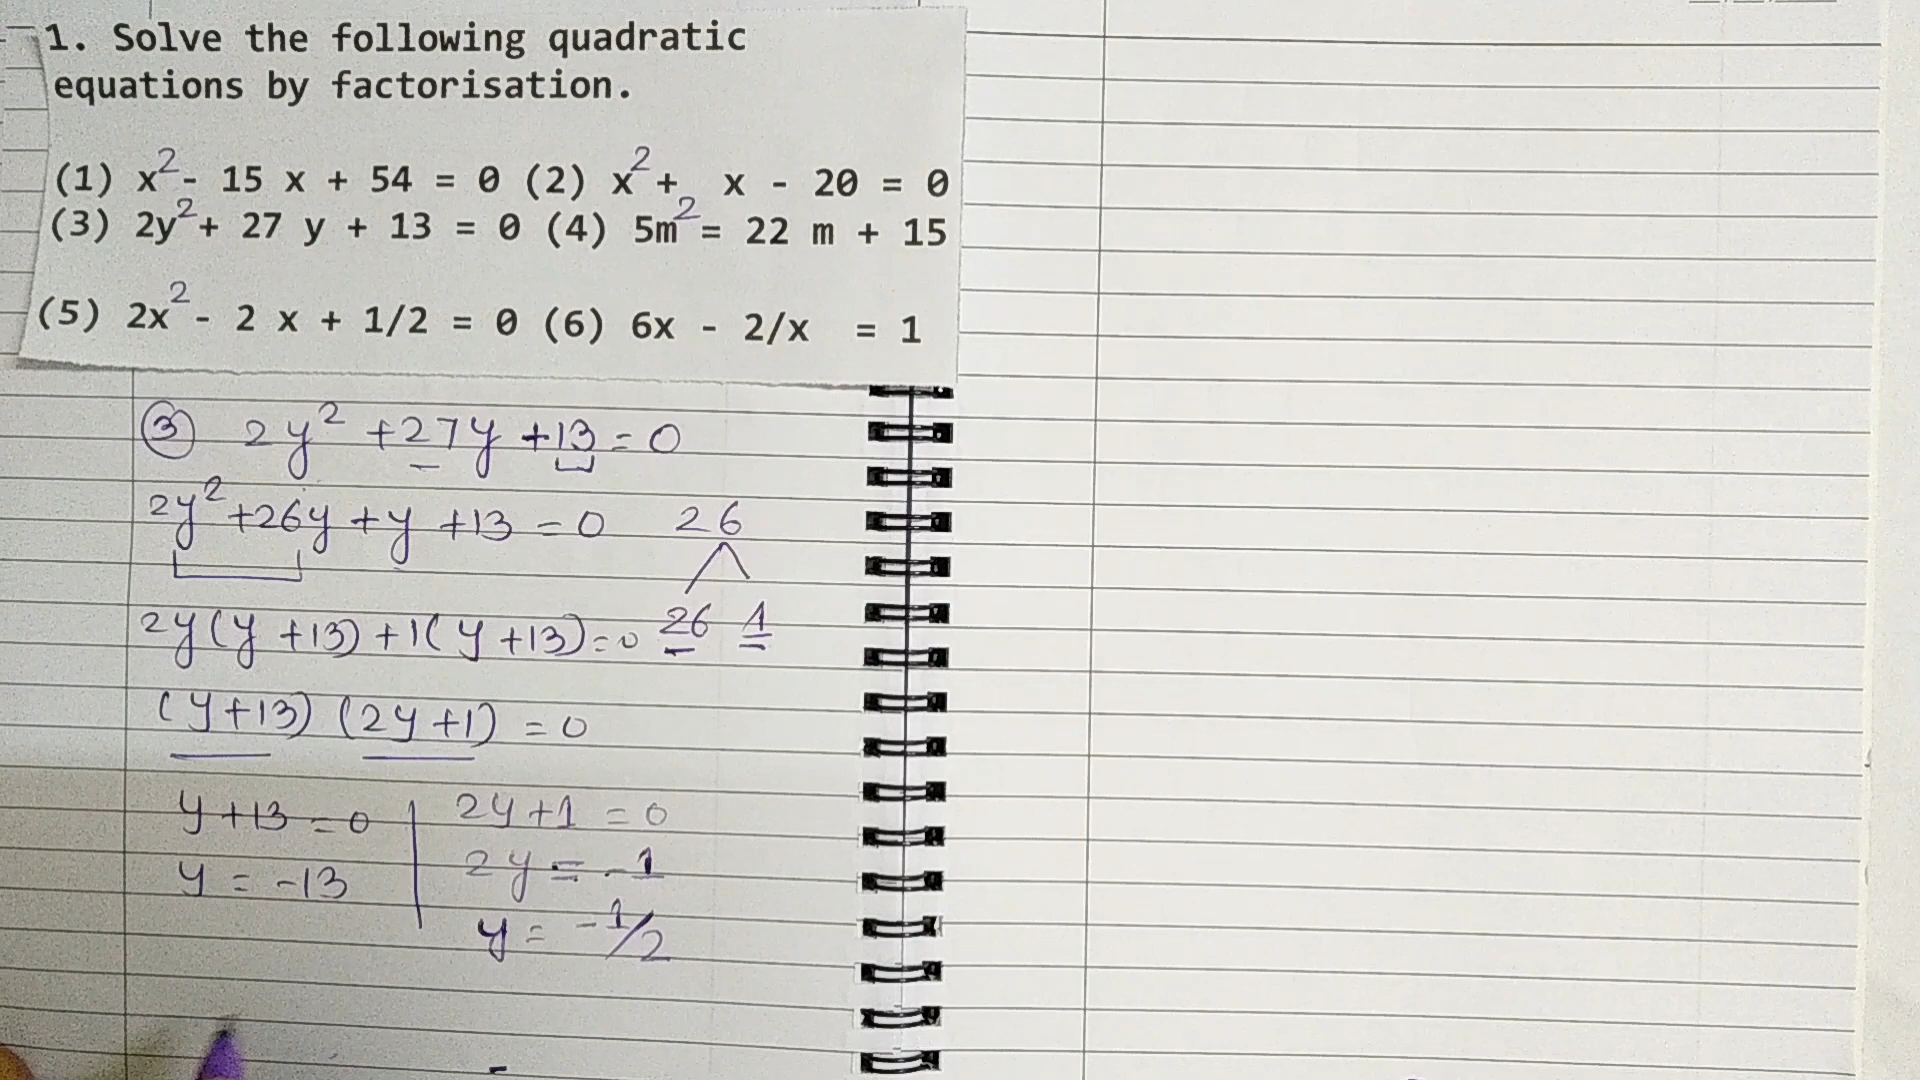 1. Solve the following quadratic
equations by factorisation.
(1) x² - 15 x + 54 = 0 (2) x² + x - 20 = 0
(3) 2y² + 27 y + 13 = 0 (4) 5m² = 22 m + 15
(5) 2x² - 2 x + 1/2 = 0 (6) 6x - 2/x = 1
③ 2y² + 27y + 13 = 0
2y² + 26y + y + 13 = 0 26
2y(y + 13) + 1(y + 13) = 0 26 1
(y + 13) (2y + 1) = 0
y + 13 = 0 | 2y + 1 = 0
y = -13 | 2y = -1
y = -1/2